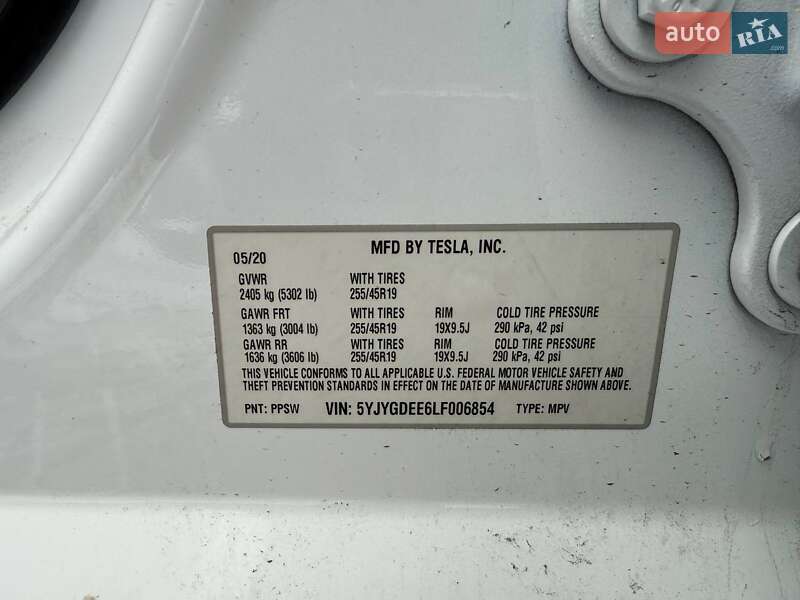 auto RIA.com
05/20 MFD BY TESLA, INC.
GVWR WITH TIRES
2405 kg (5302 lb) 255/45R19
GAWR FRT WITH TIRES RIM COLD TIRE PRESSURE
1363 kg (3004 lb) 255/45R19 19X9.5J 290 kPa, 42 psi
GAWR RR WITH TIRES RIM COLD TIRE PRESSURE
1636 kg (3606 lb) 255/45R19 19X9.5J 290 kPa, 42 psi
THIS VEHICLE CONFORMS TO ALL APPLICABLE U.S. FEDERAL MOTOR VEHICLE SAFETY AND
THEFT PREVENTION STANDARDS IN EFFECT ON THE DATE OF MANUFACTURE SHOWN ABOVE.
PNT: PPSW VIN: 5YJYGDEE6LF006854 TYPE: MPV